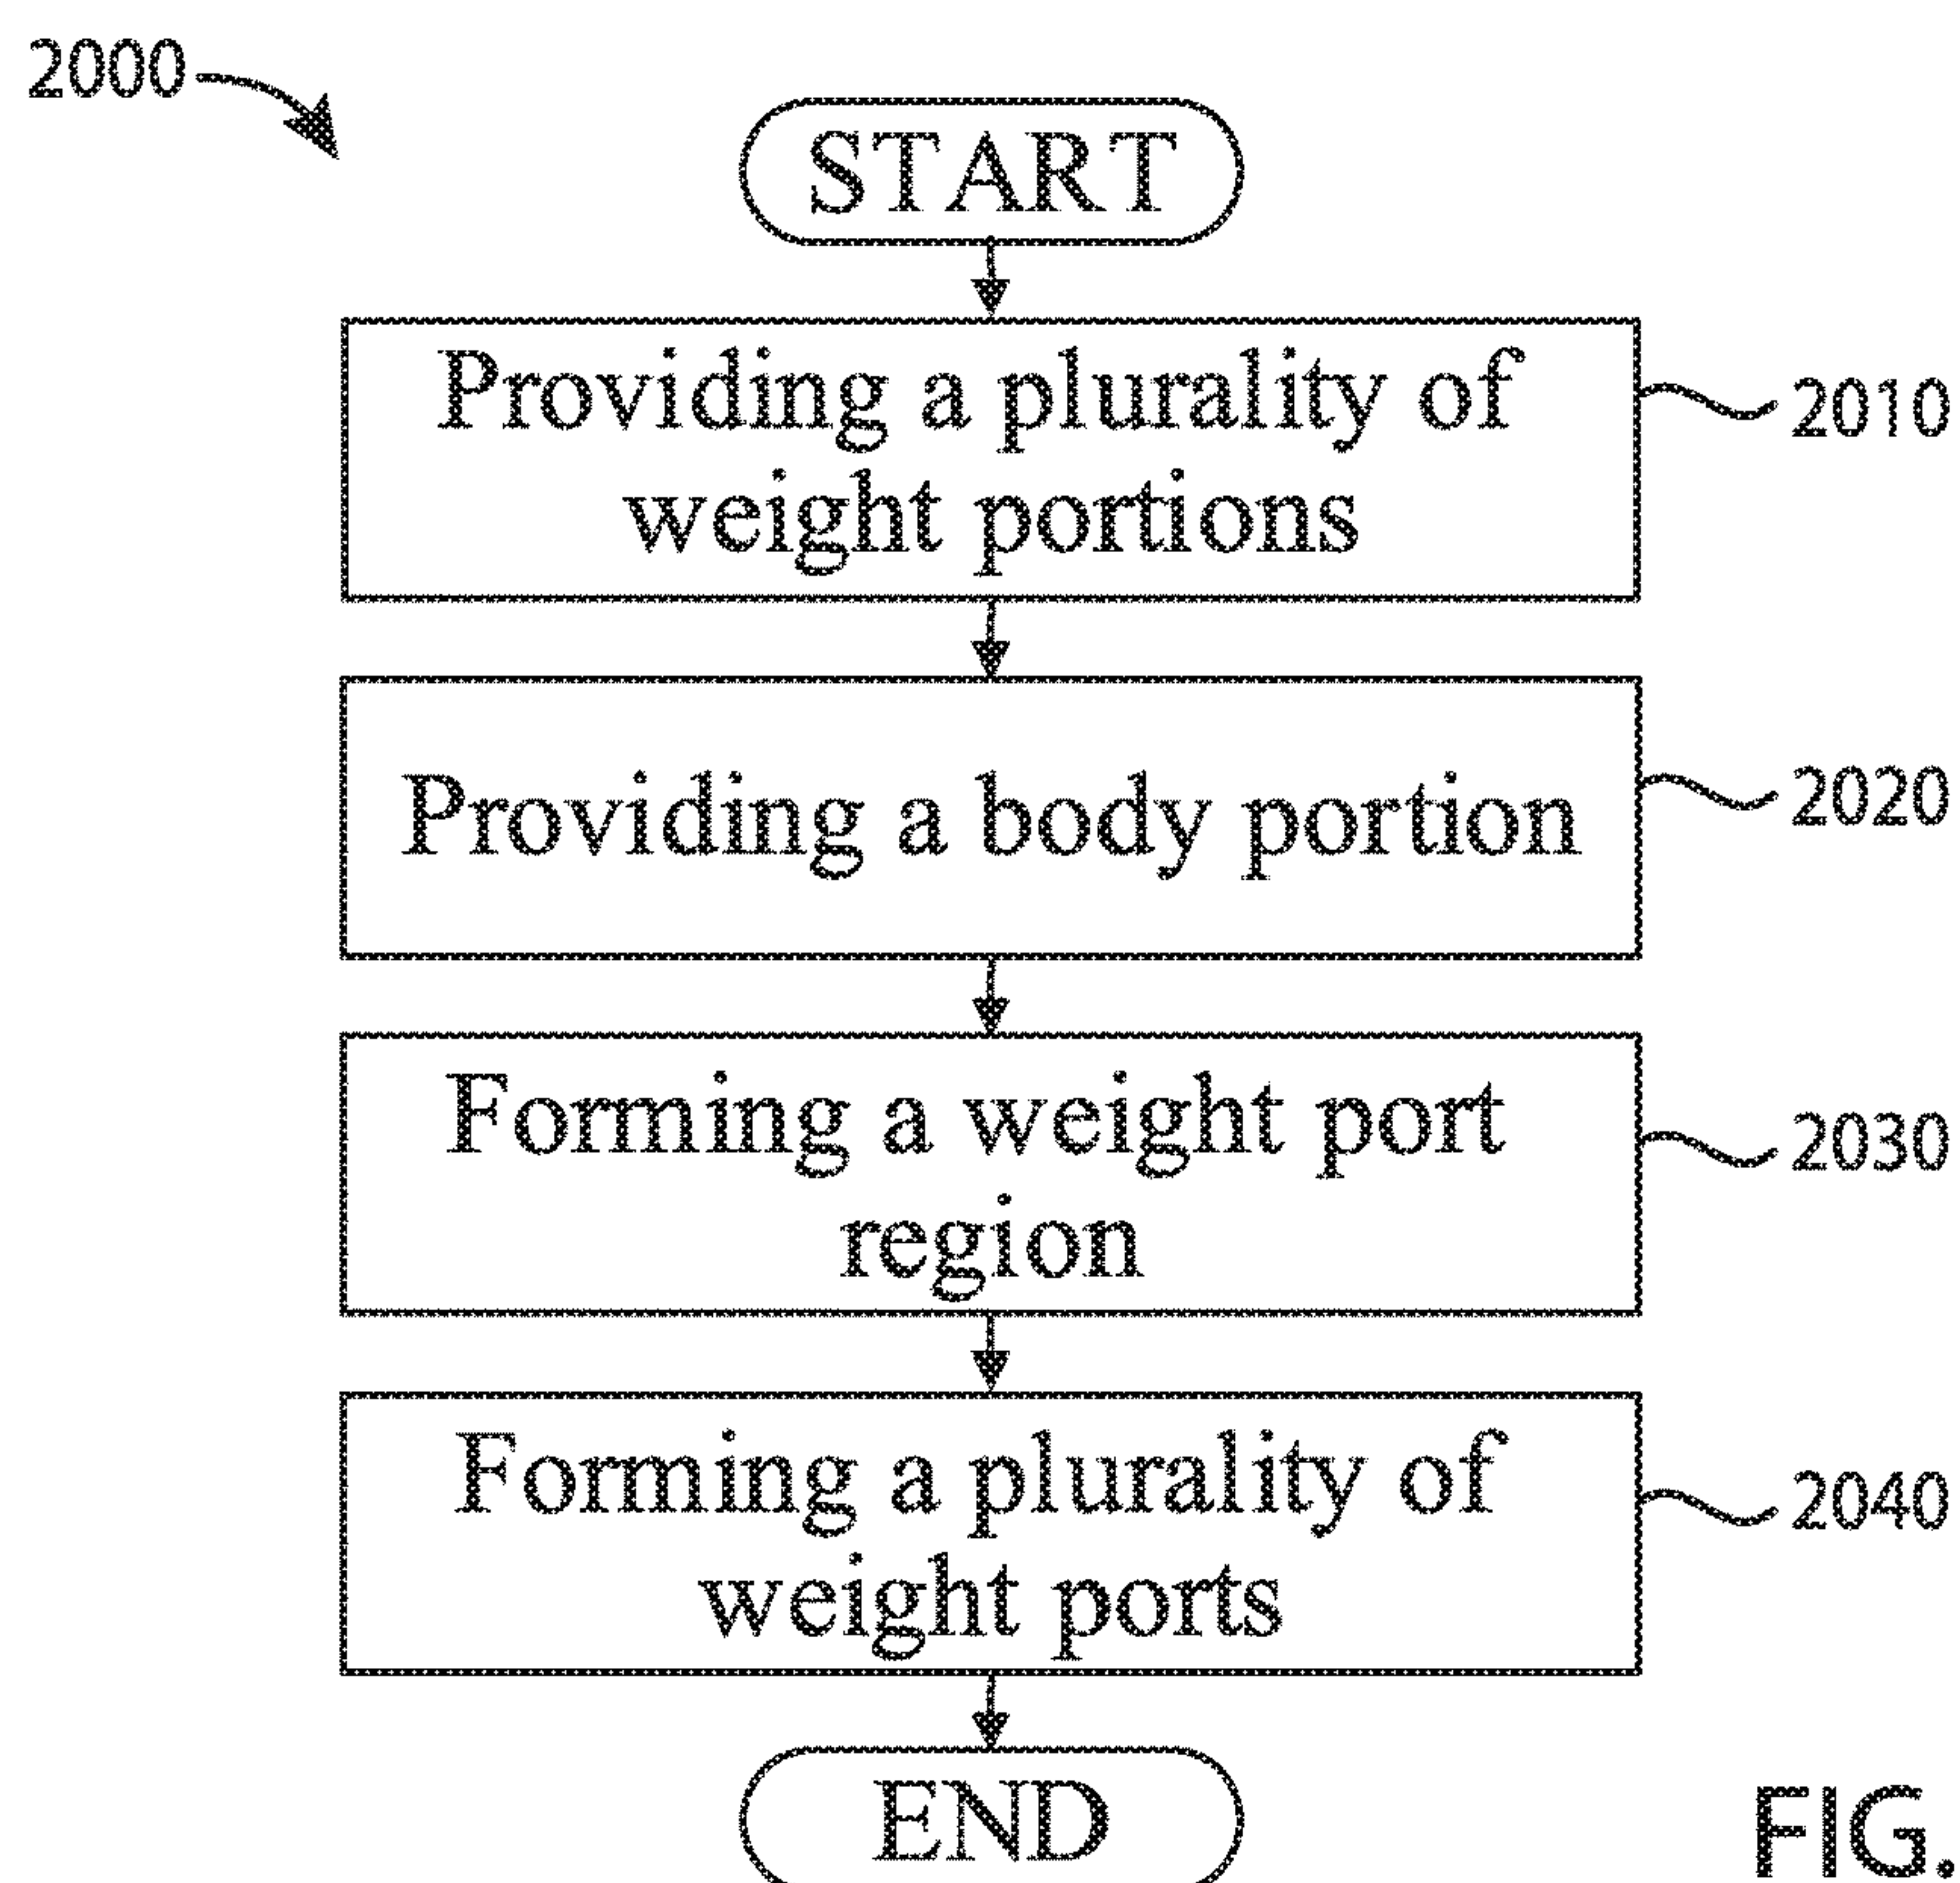 2000
START
Providing a plurality of
weight portions
2010
Providing a body portion
2020
Forming a weight port
region
2030
Forming a plurality of
weight ports
2040
END
FIG.